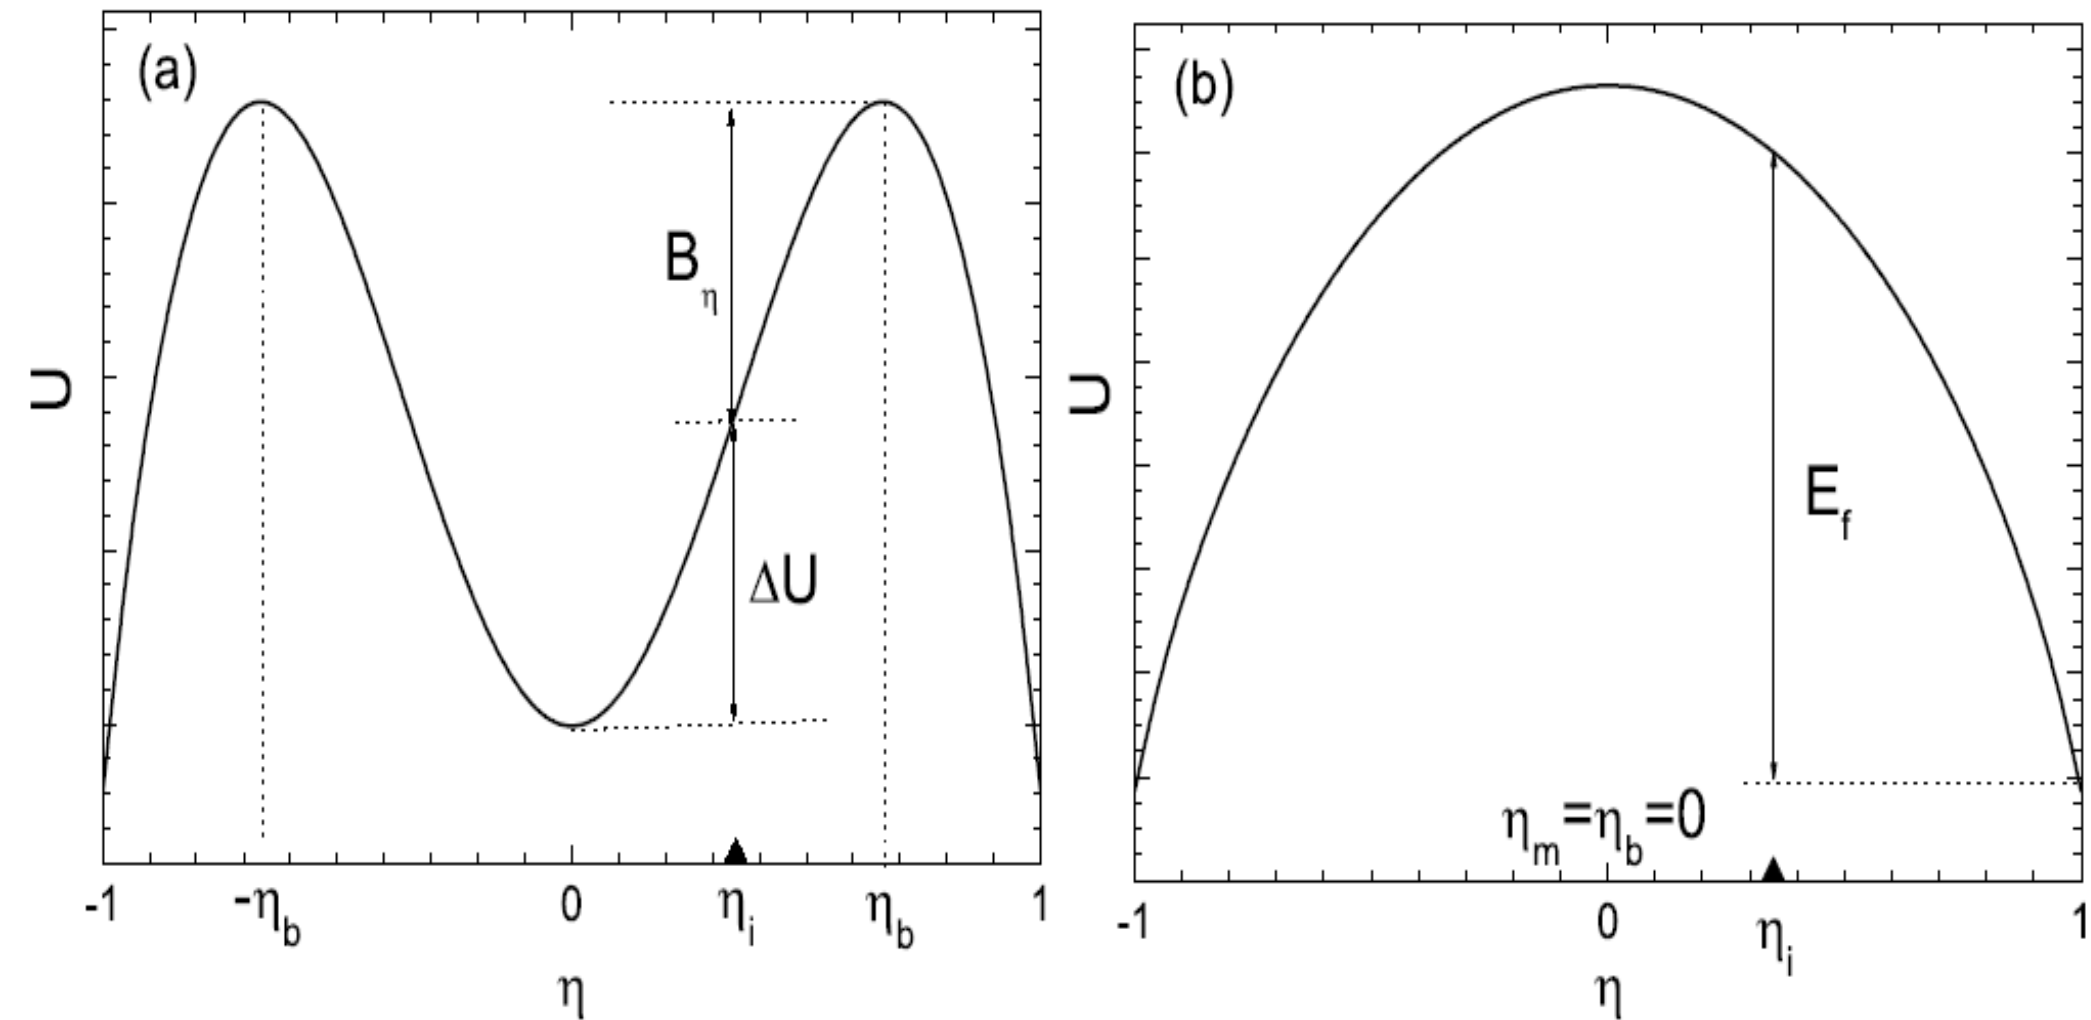 (a)
B_η
ΔU
U
-1 -η_b 0 η_i η_b 1
η
(b)
E_f
η_m=η_b=0
U
-1 0 η_i 1
η